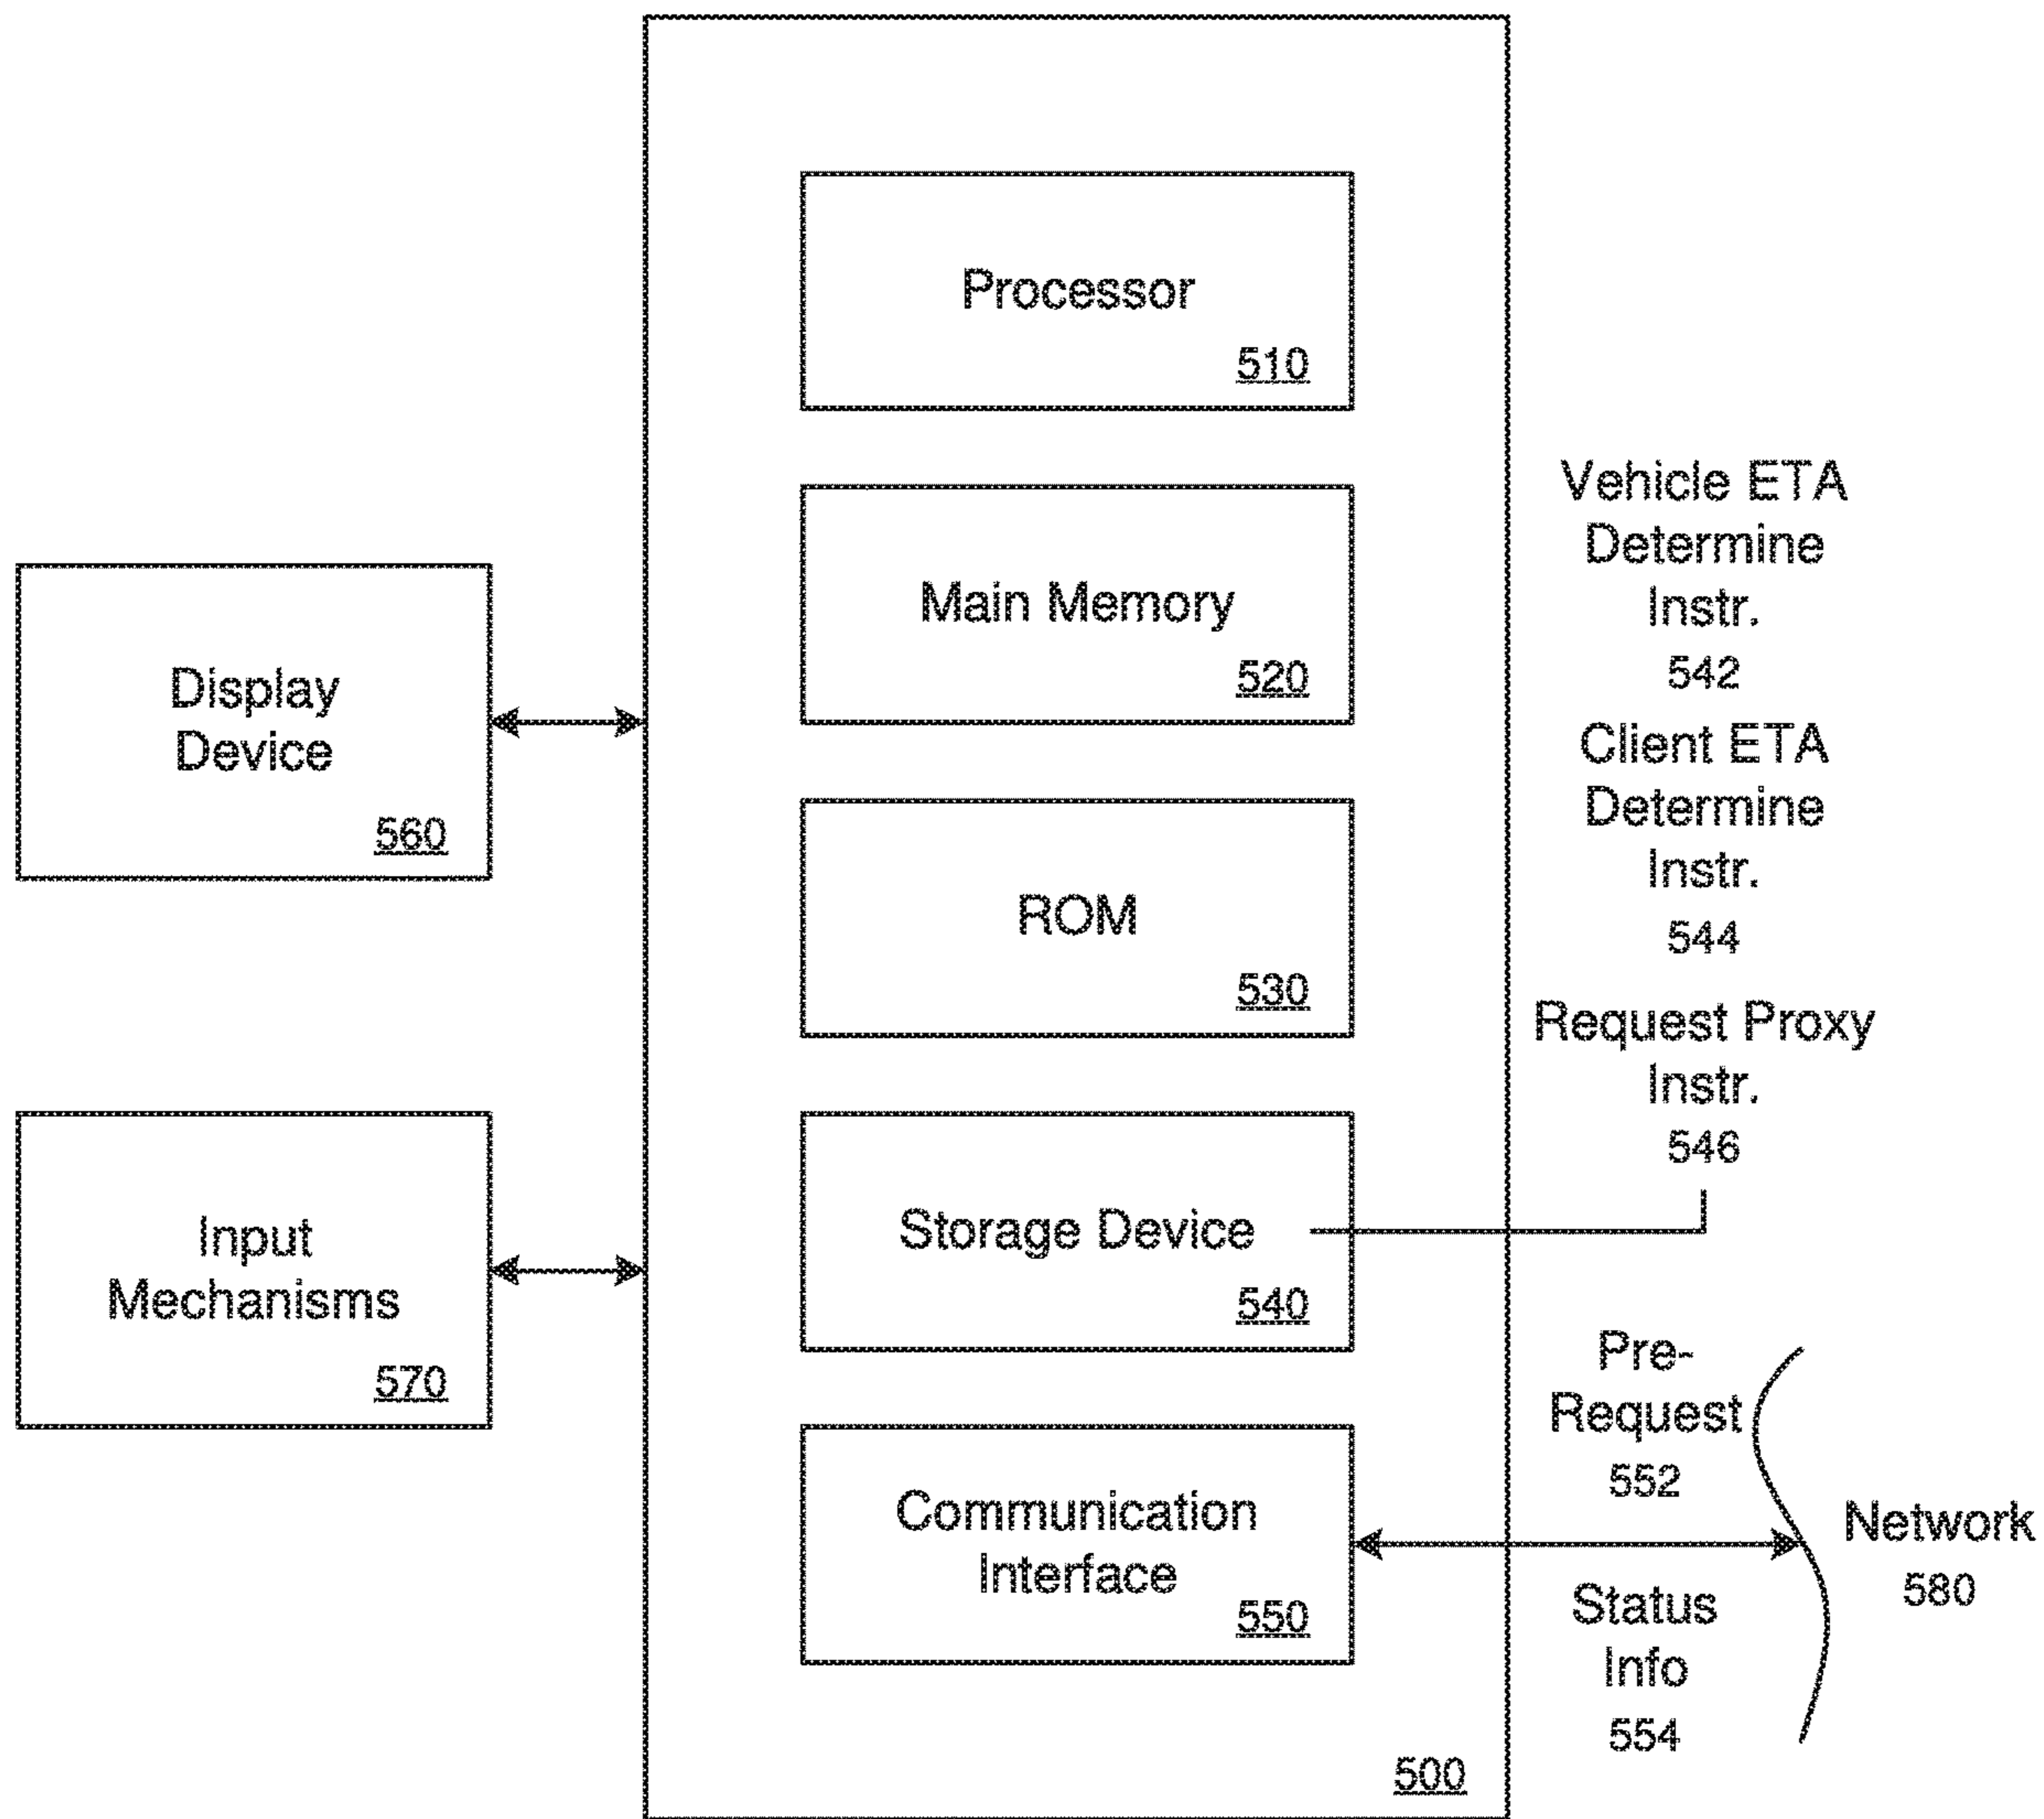 Processor
510
Main Memory
520
ROM
530
Storage Device
540
Communication
Interface
550
500
Display
Device
560
Input
Mechanisms
570
Vehicle ETA
Determine
Instr.
542
Client ETA
Determine
Instr.
544
Request Proxy
Instr.
546
Pre-
Request
552
Status
Info
554
Network
580